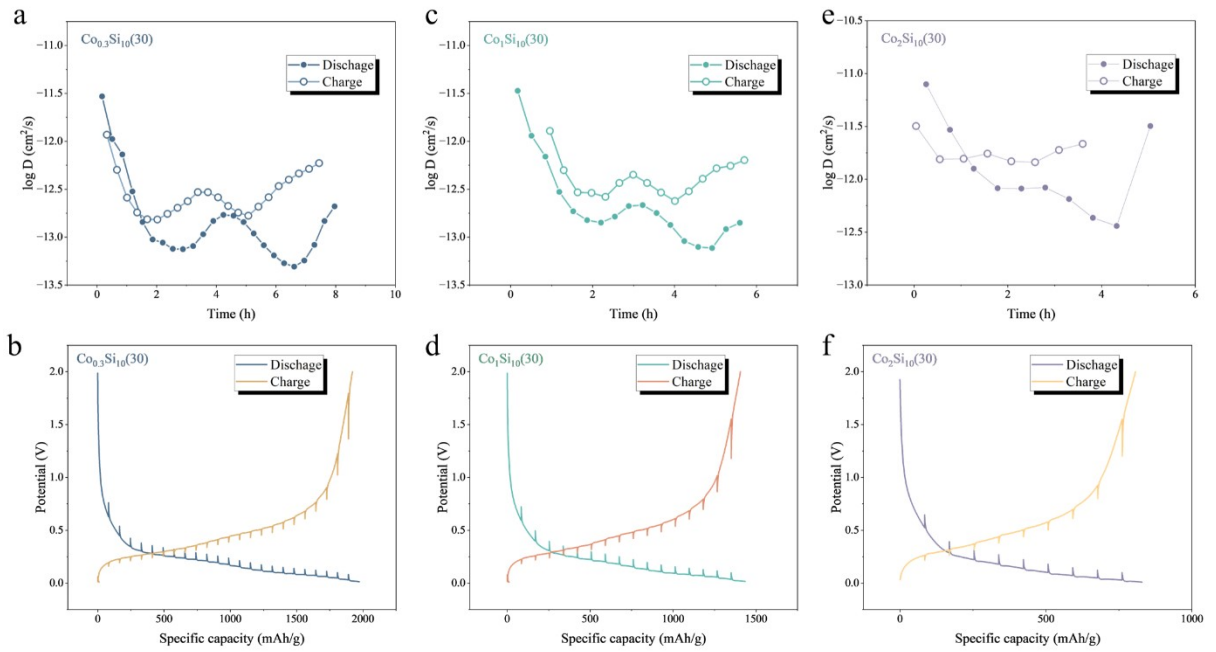 a
Co0.3Si10(30)
Dischage
Charge
log D (cm²/s)
−11.0
−11.5
−12.0
−12.5
−13.0
−13.5
0
2
4
6
8
10
Time (h)
c
Co1Si10(30)
Dischage
Charge
log D (cm²/s)
−11.0
−11.5
−12.0
−12.5
−13.0
−13.5
0
2
4
6
Time (h)
e
Co2Si10(30)
Dischage
Charge
log D (cm²/s)
−10.5
−11.0
−11.5
−12.0
−12.5
−13.0
0
2
4
6
Time (h)
b
Co0.3Si10(30)
Dischage
Charge
Potential (V)
2.0
1.5
1.0
0.5
0.0
0
500
1000
1500
2000
Specific capacity (mAh/g)
d
Co1Si10(30)
Dischage
Charge
Potential (V)
2.0
1.5
1.0
0.5
0.0
0
500
1000
1500
Specific capacity (mAh/g)
f
Co2Si10(30)
Dischage
Charge
Potential (V)
2.0
1.5
1.0
0.5
0.0
0
500
1000
Specific capacity (mAh/g)